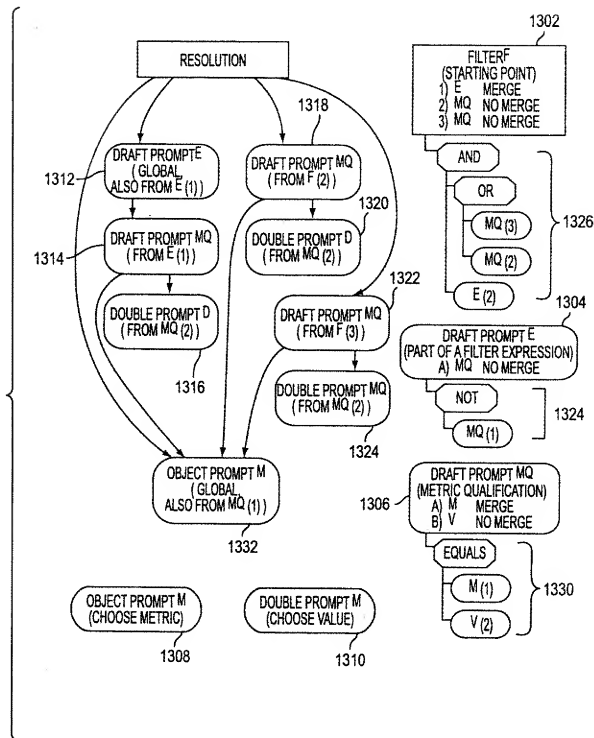 RESOLUTION
1312
DRAFT PROMPT E
( GLOBAL,
ALSO FROM E (1) )
1318
DRAFT PROMPT MQ
( FROM F (2) )
1314
DRAFT PROMPT MQ
( FROM E (1) )
1320
DOUBLE PROMPT D
( FROM MQ (2) )
DOUBLE PROMPT D
( FROM MQ (2) )
1316
1322
DRAFT PROMPT MQ
( FROM F (3) )
DOUBLE PROMPT MQ
( FROM MQ (2) )
1324
OBJECT PROMPT M
( GLOBAL,
ALSO FROM MQ (1) )
1332
OBJECT PROMPT M
(CHOOSE METRIC)
1308
DOUBLE PROMPT M
(CHOOSE VALUE)
1310
1302
FILTER F
(STARTING POINT)
1) E MERGE
2) MQ NO MERGE
3) MQ NO MERGE
AND
OR
MQ (3)
MQ (2)
E (2)
1326
1304
DRAFT PROMPT E
(PART OF A FILTER EXPRESSION)
A) MQ NO MERGE
NOT
MQ (1)
1324
1306
DRAFT PROMPT MQ
(METRIC QUALIFICATION)
A) M MERGE
B) V NO MERGE
EQUALS
M (1)
V (2)
1330